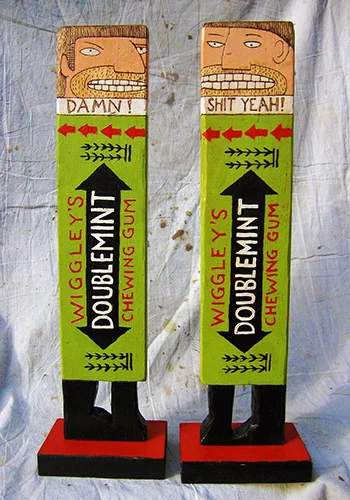 DAMN!
WIGGLEY'S
DOUBLEMINT
CHEWING GUM
SHIT YEAH!
WIGGLEY'S
DOUBLEMINT
CHEWING GUM